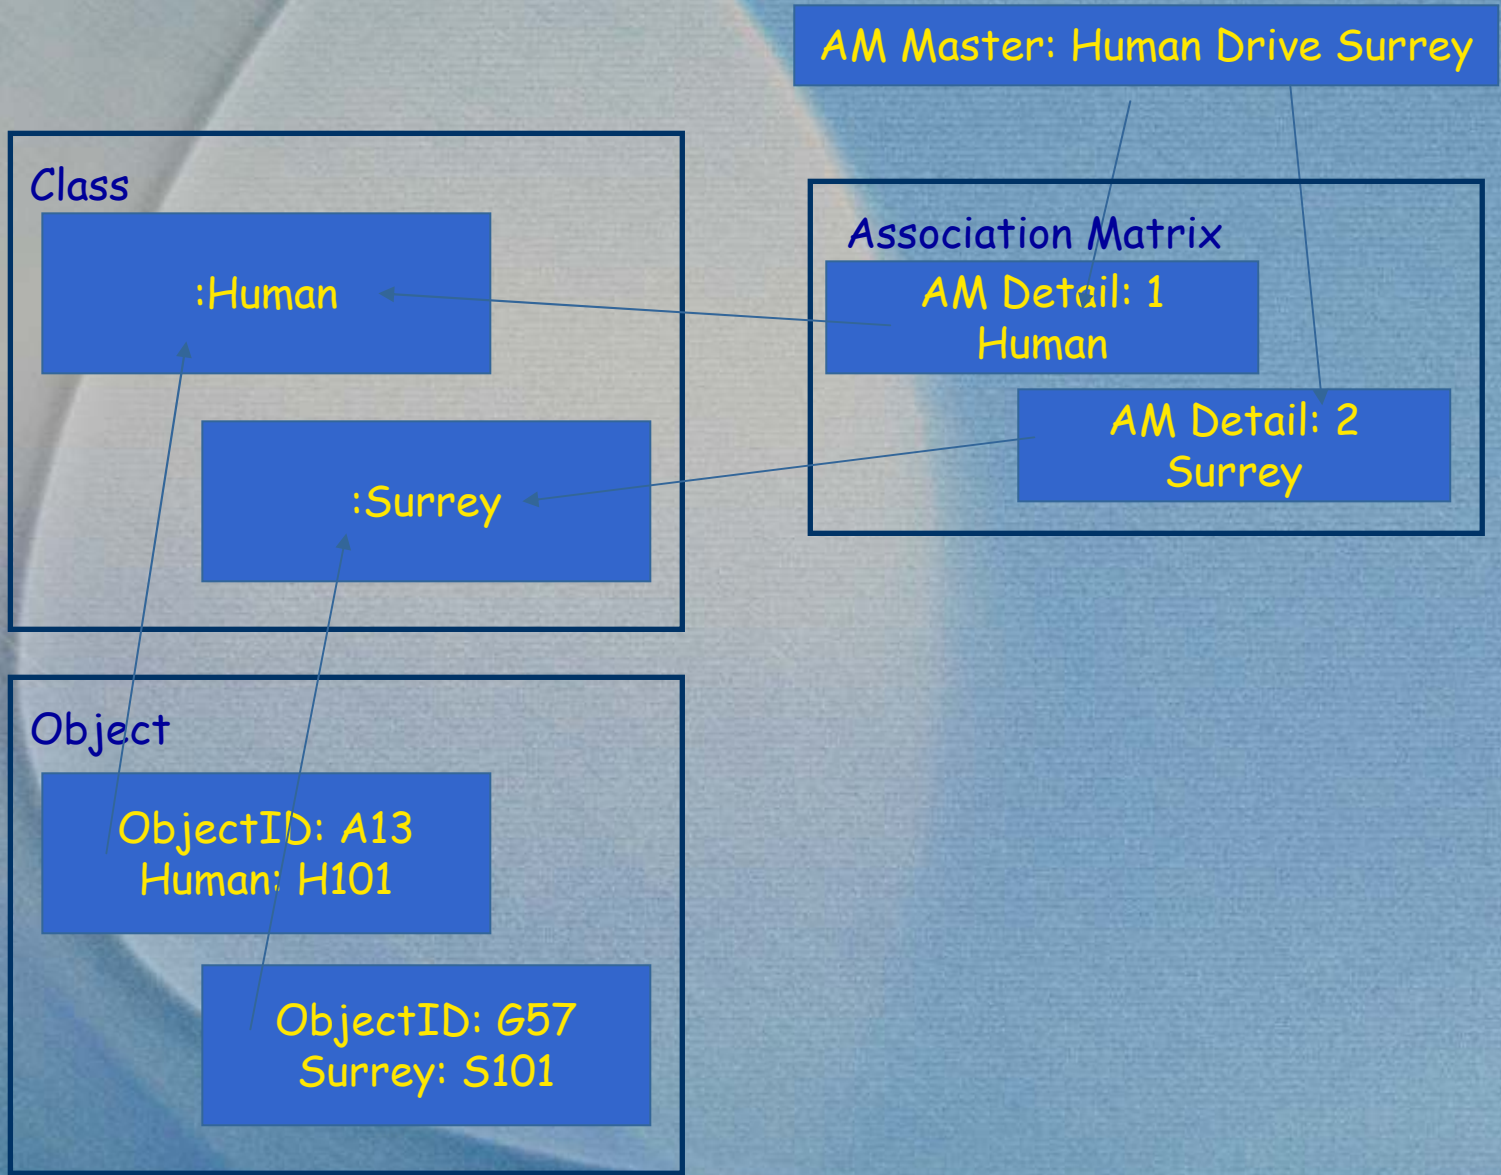 AM Master: Human Drive Surrey
Class
:Human
:Surrey
Association Matrix
AM Detail: 1
Human
AM Detail: 2
Surrey
Object
ObjectID: A13
Human: H101
ObjectID: G57
Surrey: S101